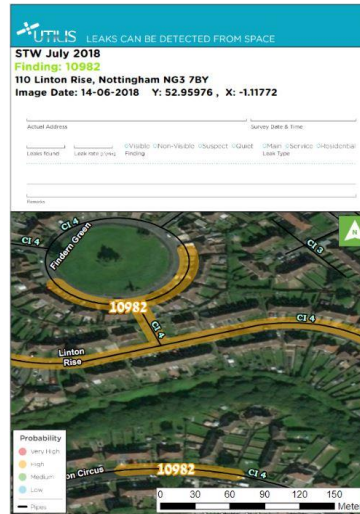 UTILIS LEAKS CAN BE DETECTED FROM SPACE
STW July 2018
Finding: 10982
110 Linton Rise, Nottingham NG3 7BY
Image Date: 14-06-2018 Y: 52.95976 , X: -1.11772
Actual Address Survey Date & Time
Visible Non-Visible Suspect Quiet Main Service Residential
Leaks found Leak rate Finding Leak Type
Remarks
CI 4
CI 4
CI 3
Findern Green
N
10982
CI 4
CI 4
Linton
Rise
Probability
Very High
High
Medium
Low
Pipes
on Circus
10982
CI 4
0 30 60 90 120 150
Mete